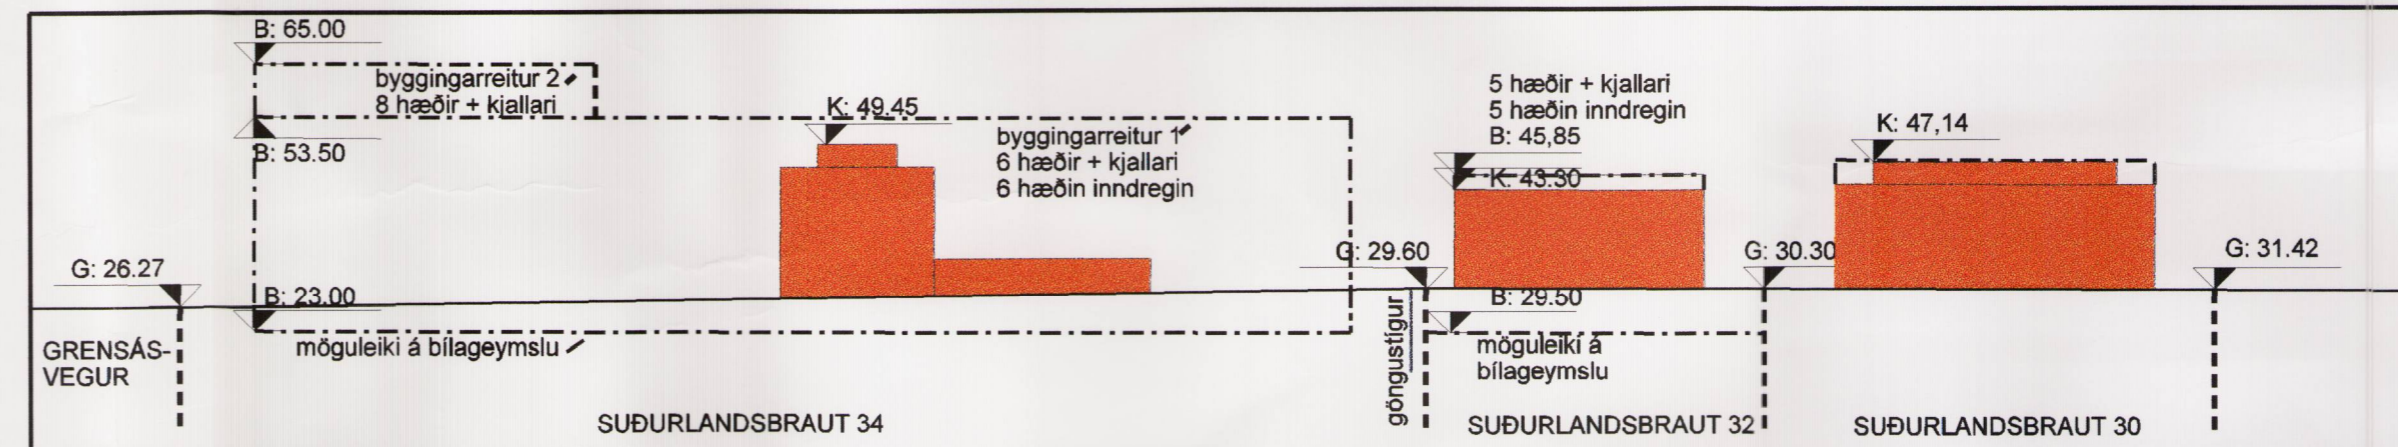 B: 65.00
byggingarreitur 2
8 hæðir + kjallari
B: 53.50
K: 49.45
byggingarreitur 1
6 hæðir + kjallari
6 hæðin inndregin
5 hæðir + kjallari
5 hæðin inndregin
B: 45,85
K: 43.30
K: 47,14
G: 26.27
B: 23.00
G: 29.60
G: 30.30
G: 31.42
B: 29.50
GRENSÁS-
VEGUR
möguleiki á bílageymslu
göngustígur
möguleiki á
bílageymslu
SUÐURLANDSBRAUT 34
SUÐURLANDSBRAUT 32
SUÐURLANDSBRAUT 30